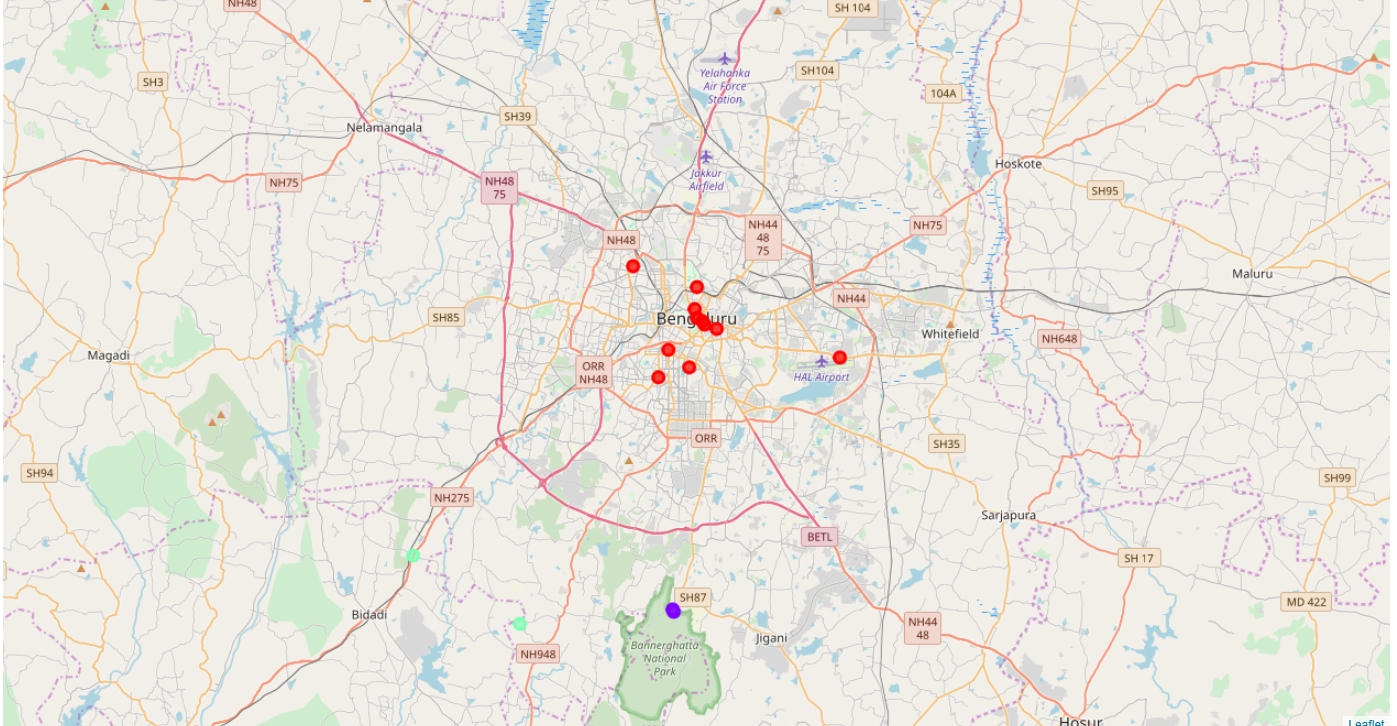 NH48
SH 104
Yelahanka
Air Force
Station
SH104
SH3
104A
SH39
Nelamangala
Jakkur
Airfield
Hoskote
NH75
NH48
75
SH95
NH48
NH44
48
75
NH75
Maluru
NH44
SH85
Bengaluru
Whitefield
NH648
Magadi
ORR
NH48
HAL Airport
ORR
SH35
SH94
SH99
NH275
Sarjapura
BETL
SH 17
SH87
MD 422
Bidadi
NH44
48
Jigani
Bannerghatta
National
Park
NH948
Hosur
Leaflet